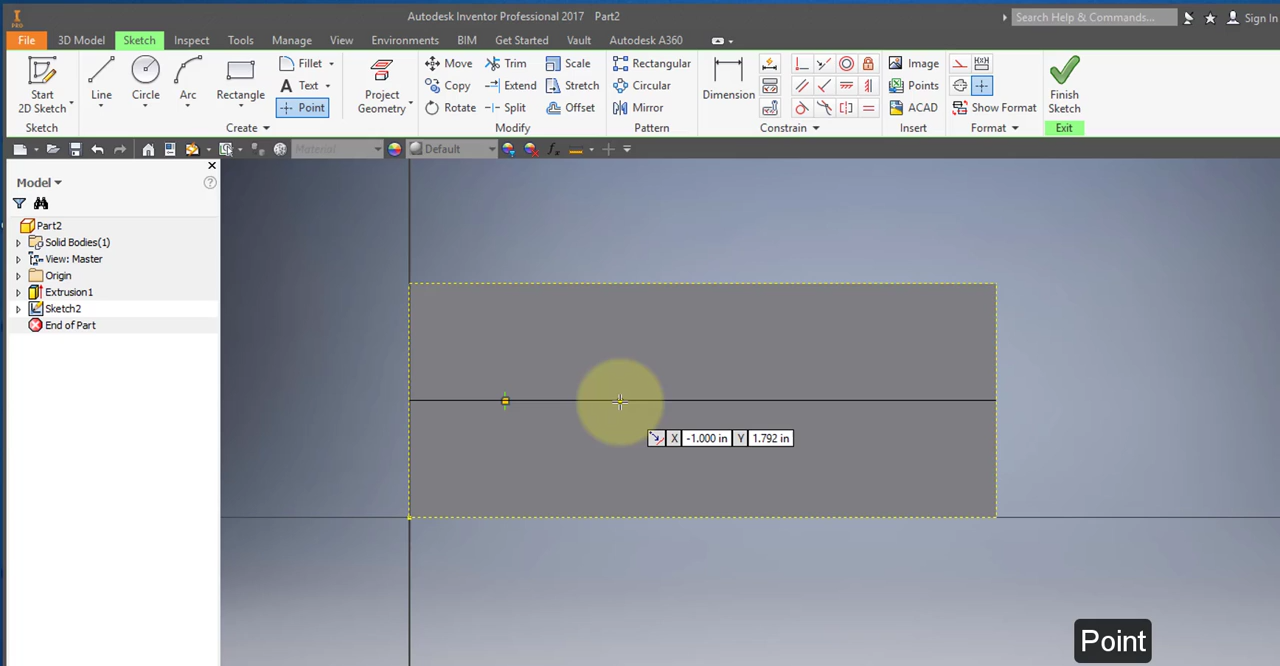 Autodesk Inventor Professional 2017 Part2
Search Help & Commands...
Sign In
PRO
File 3D Model Sketch Inspect Tools Manage View Environments BIM Get Started Vault Autodesk A360
Start
2D Sketch
Line
Circle
Arc
Rectangle
Fillet
Text
Point
Project
Geometry
Move
Copy
Rotate
Trim
Extend
Split
Scale
Stretch
Offset
Rectangular
Circular
Mirror
Dimension
Image
Points
ACAD
Show Format
Finish
Sketch
Sketch
Create
Modify
Pattern
Constrain
Insert
Format
Exit
Material
Default
Model
Part2
Solid Bodies(1)
View: Master
Origin
Extrusion1
Sketch2
End of Part
X -1.000 in Y 1.792 in
Point